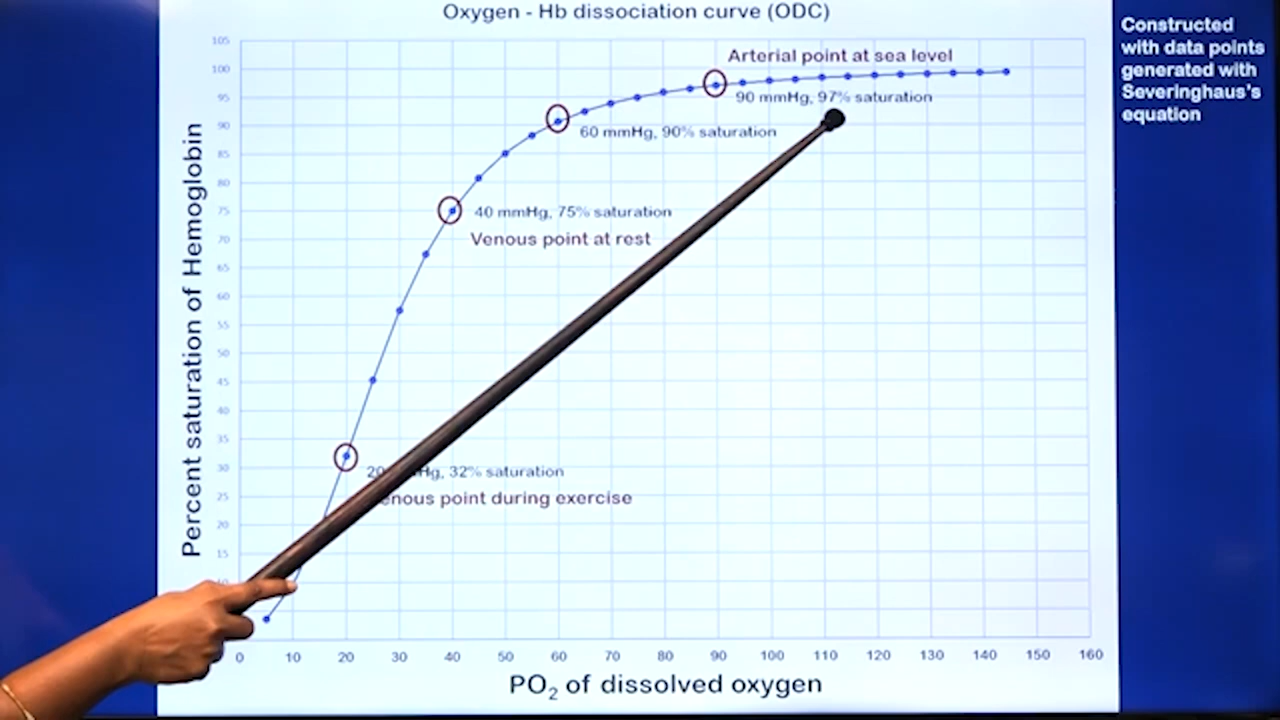 Oxygen - Hb dissociation curve (ODC)
Constructed
with data points
generated with
Severinghaus's
equation
Percent saturation of Hemoglobin
105
100
95
90
85
80
75
70
65
60
55
50
45
40
35
30
25
20
15
Arterial point at sea level
90 mmHg, 97% saturation
60 mmHg, 90% saturation
40 mmHg, 75% saturation
Venous point at rest
32% saturation
point during exercise
0 10 20 30 40 50 60 70 80 90 100 110 120 130 140 150 160
PO₂ of dissolved oxygen